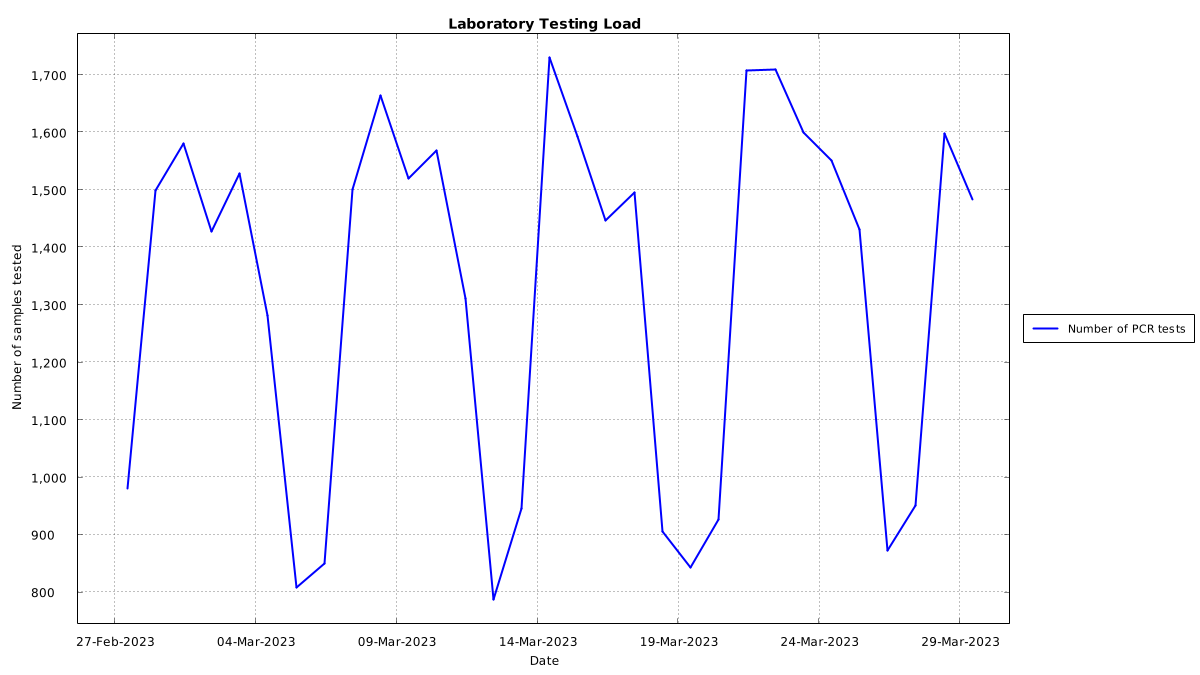 Laboratory Testing Load
Number of samples tested
1,700
1,600
1,500
1,400
1,300
1,200
1,100
1,000
900
800
27-Feb-2023
04-Mar-2023
09-Mar-2023
14-Mar-2023
19-Mar-2023
24-Mar-2023
29-Mar-2023
Date
Number of PCR tests